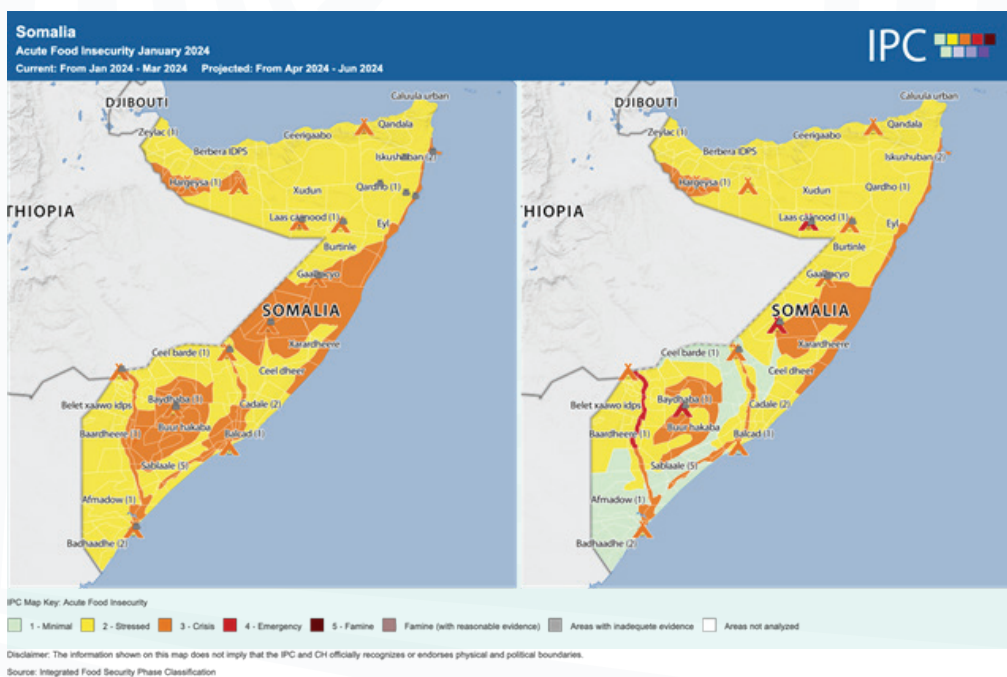 Somalia
Acute Food Insecurity January 2024
Current: From Jan 2024 - Mar 2024 Projected: From Apr 2024 - Jun 2024
IPC
DJIBOUTI
Caluula urban
Zeylac (1)
Ceerigaabo
Qandala
Berbera IDPS
Iskushuban (2)
Hargeysa (1)
Xudun
Qardho (1)
THIOPIA
Laas caanood (1)
Eyl
Burtinle
Gaalkacyo
SOMALIA
Xarardheere
Ceel barde (1)
Ceel dheer
Belet xaawo idps
Baydhaba (1)
Cadale (2)
Baardheere (1)
Buur hakaba
Balcad (1)
Sablaale (5)
Afmadow (1)
Badhaadhe (2)
DJIBOUTI
Caluula urban
Zeylac (1)
Ceerigaabo
Qandala
Berbera IDPS
Iskushuban (2)
Hargeysa (1)
Xudun
Qardho (1)
THIOPIA
Laas caanood (1)
Eyl
Burtinle
Gaalkacyo
SOMALIA
Xarardheere
Ceel barde (1)
Ceel dheer
Belet xaawo idps
Baydhaba (1)
Cadale (2)
Baardheere (1)
Buur hakaba
Balcad (1)
Sablaale (5)
Afmadow (1)
Badhaadhe (2)
IPC Map Key: Acute Food Insecurity
1 - Minimal 2 - Stressed 3 - Crisis 4 - Emergency 5 - Famine Famine (with reasonable evidence) Areas with inadequete evidence Areas not analyzed
Disclaimer: The information shown on this map does not imply that the IPC and CH officially recognizes or endorses physical and political boundaries.
Source: Integrated Food Security Phase Classification